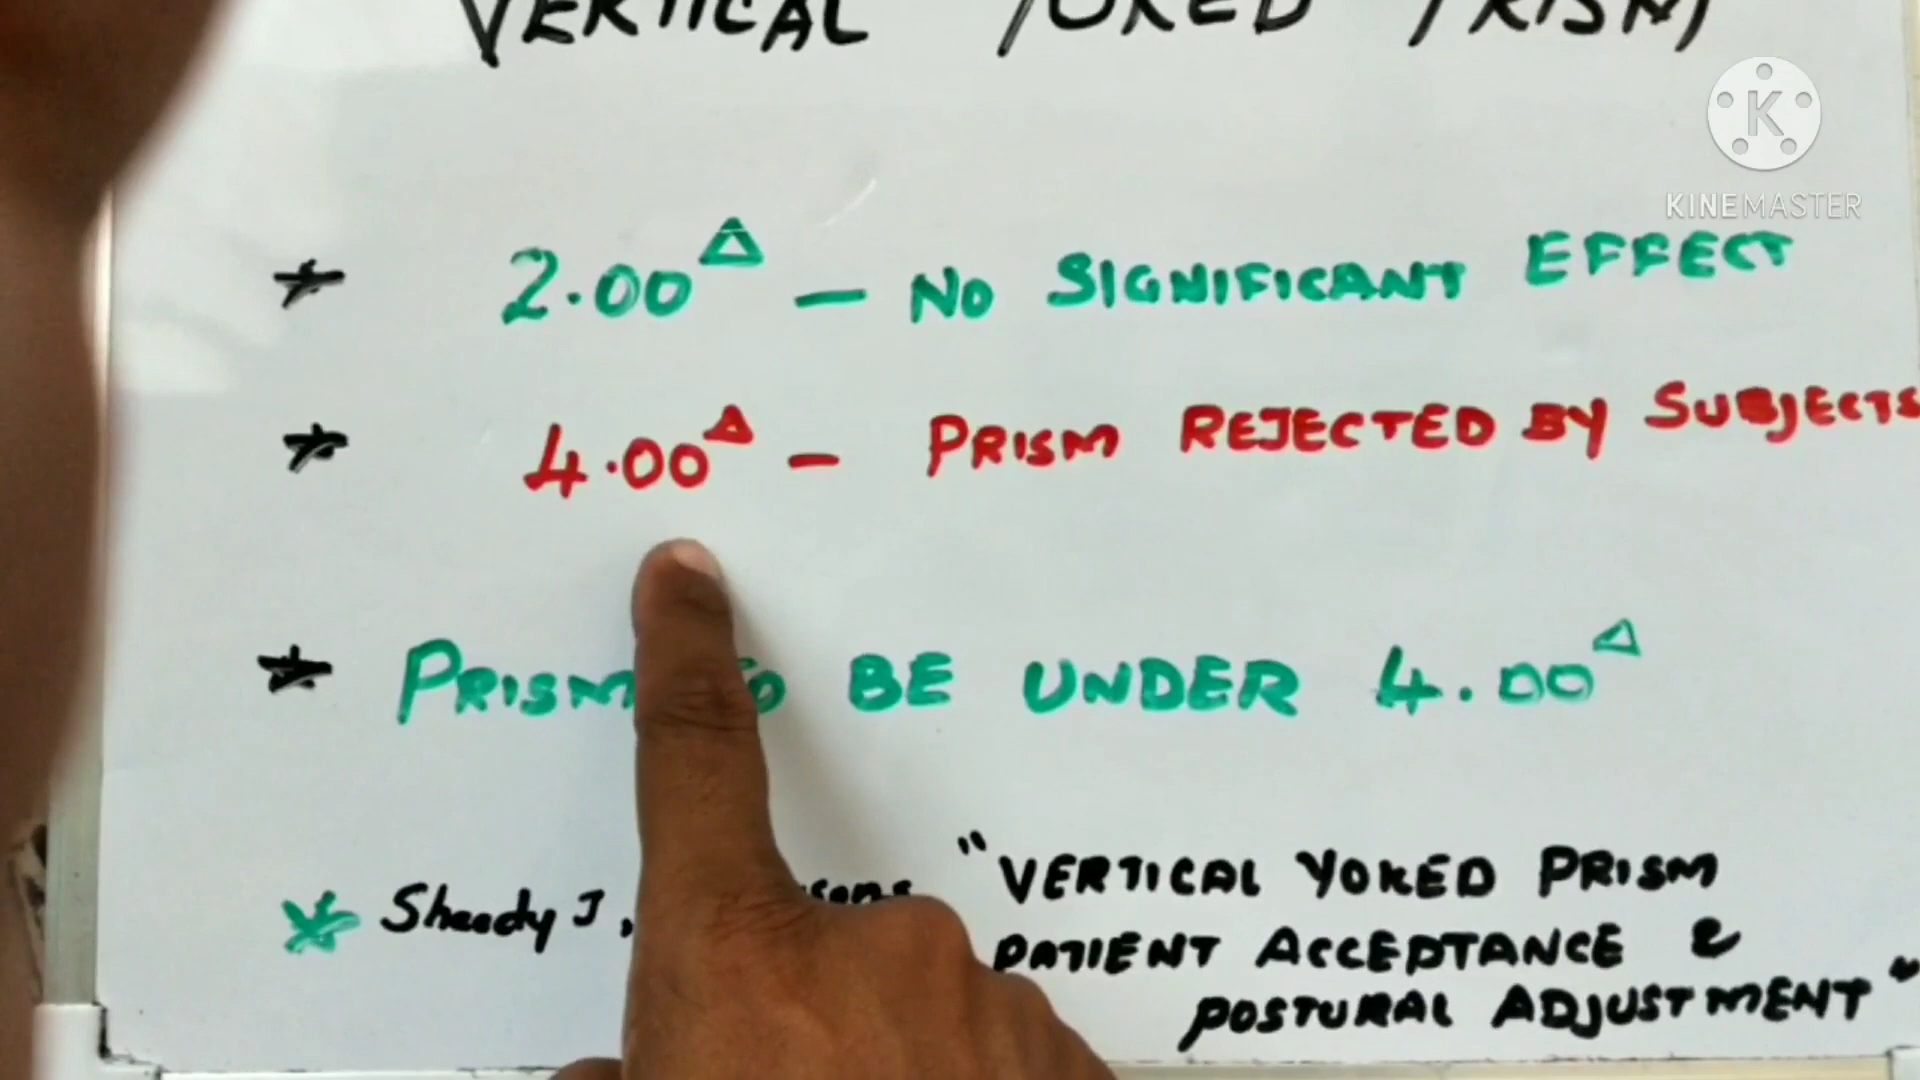 VERTICAL YOKED PRISM
K
KINEMASTER
* 2.00Δ – NO SIGNIFICANT EFFECT
* 4.00Δ – PRISM REJECTED BY SUBJECTS
* PRISM TO BE UNDER 4.00Δ
* Sheedy J, "VERTICAL YOKED PRISM
PATIENT ACCEPTANCE &
POSTURAL ADJUSTMENT"